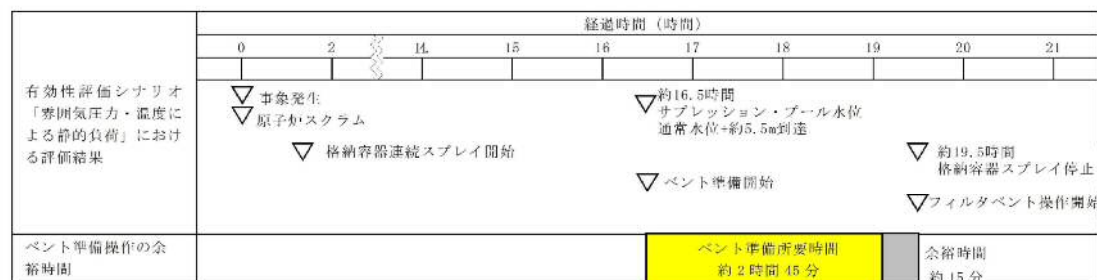 経過時間（時間）
0 2 14 15 16 17 18 19 20 21
有効性評価シナリオ
「雰囲気圧力・温度に
よる静的負荷」におけ
る評価結果
事象発生
原子炉スクラム
格納容器連続スプレイ開始
約16.5時間
サプレッション・プール水位
通常水位+約5.5m到達
ベント準備開始
約19.5時間
格納容器スプレイ停止
フィルタベント操作開始
ベント準備操作の余
裕時間
ベント準備所要時間
約２時間 45 分
余裕時間
約 15 分